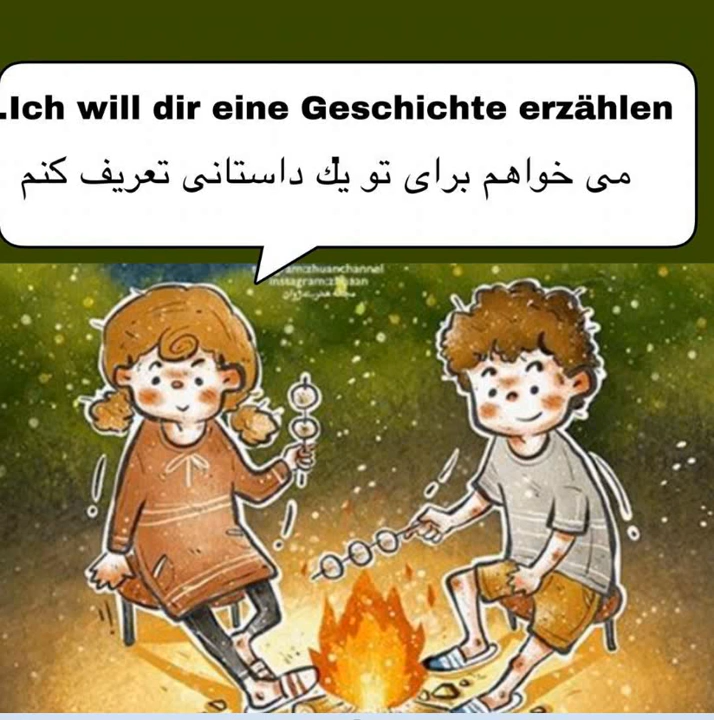 .Ich will dir eine Geschichte erzählen
می خواهم برای تو یك داستانی تعریف کنم